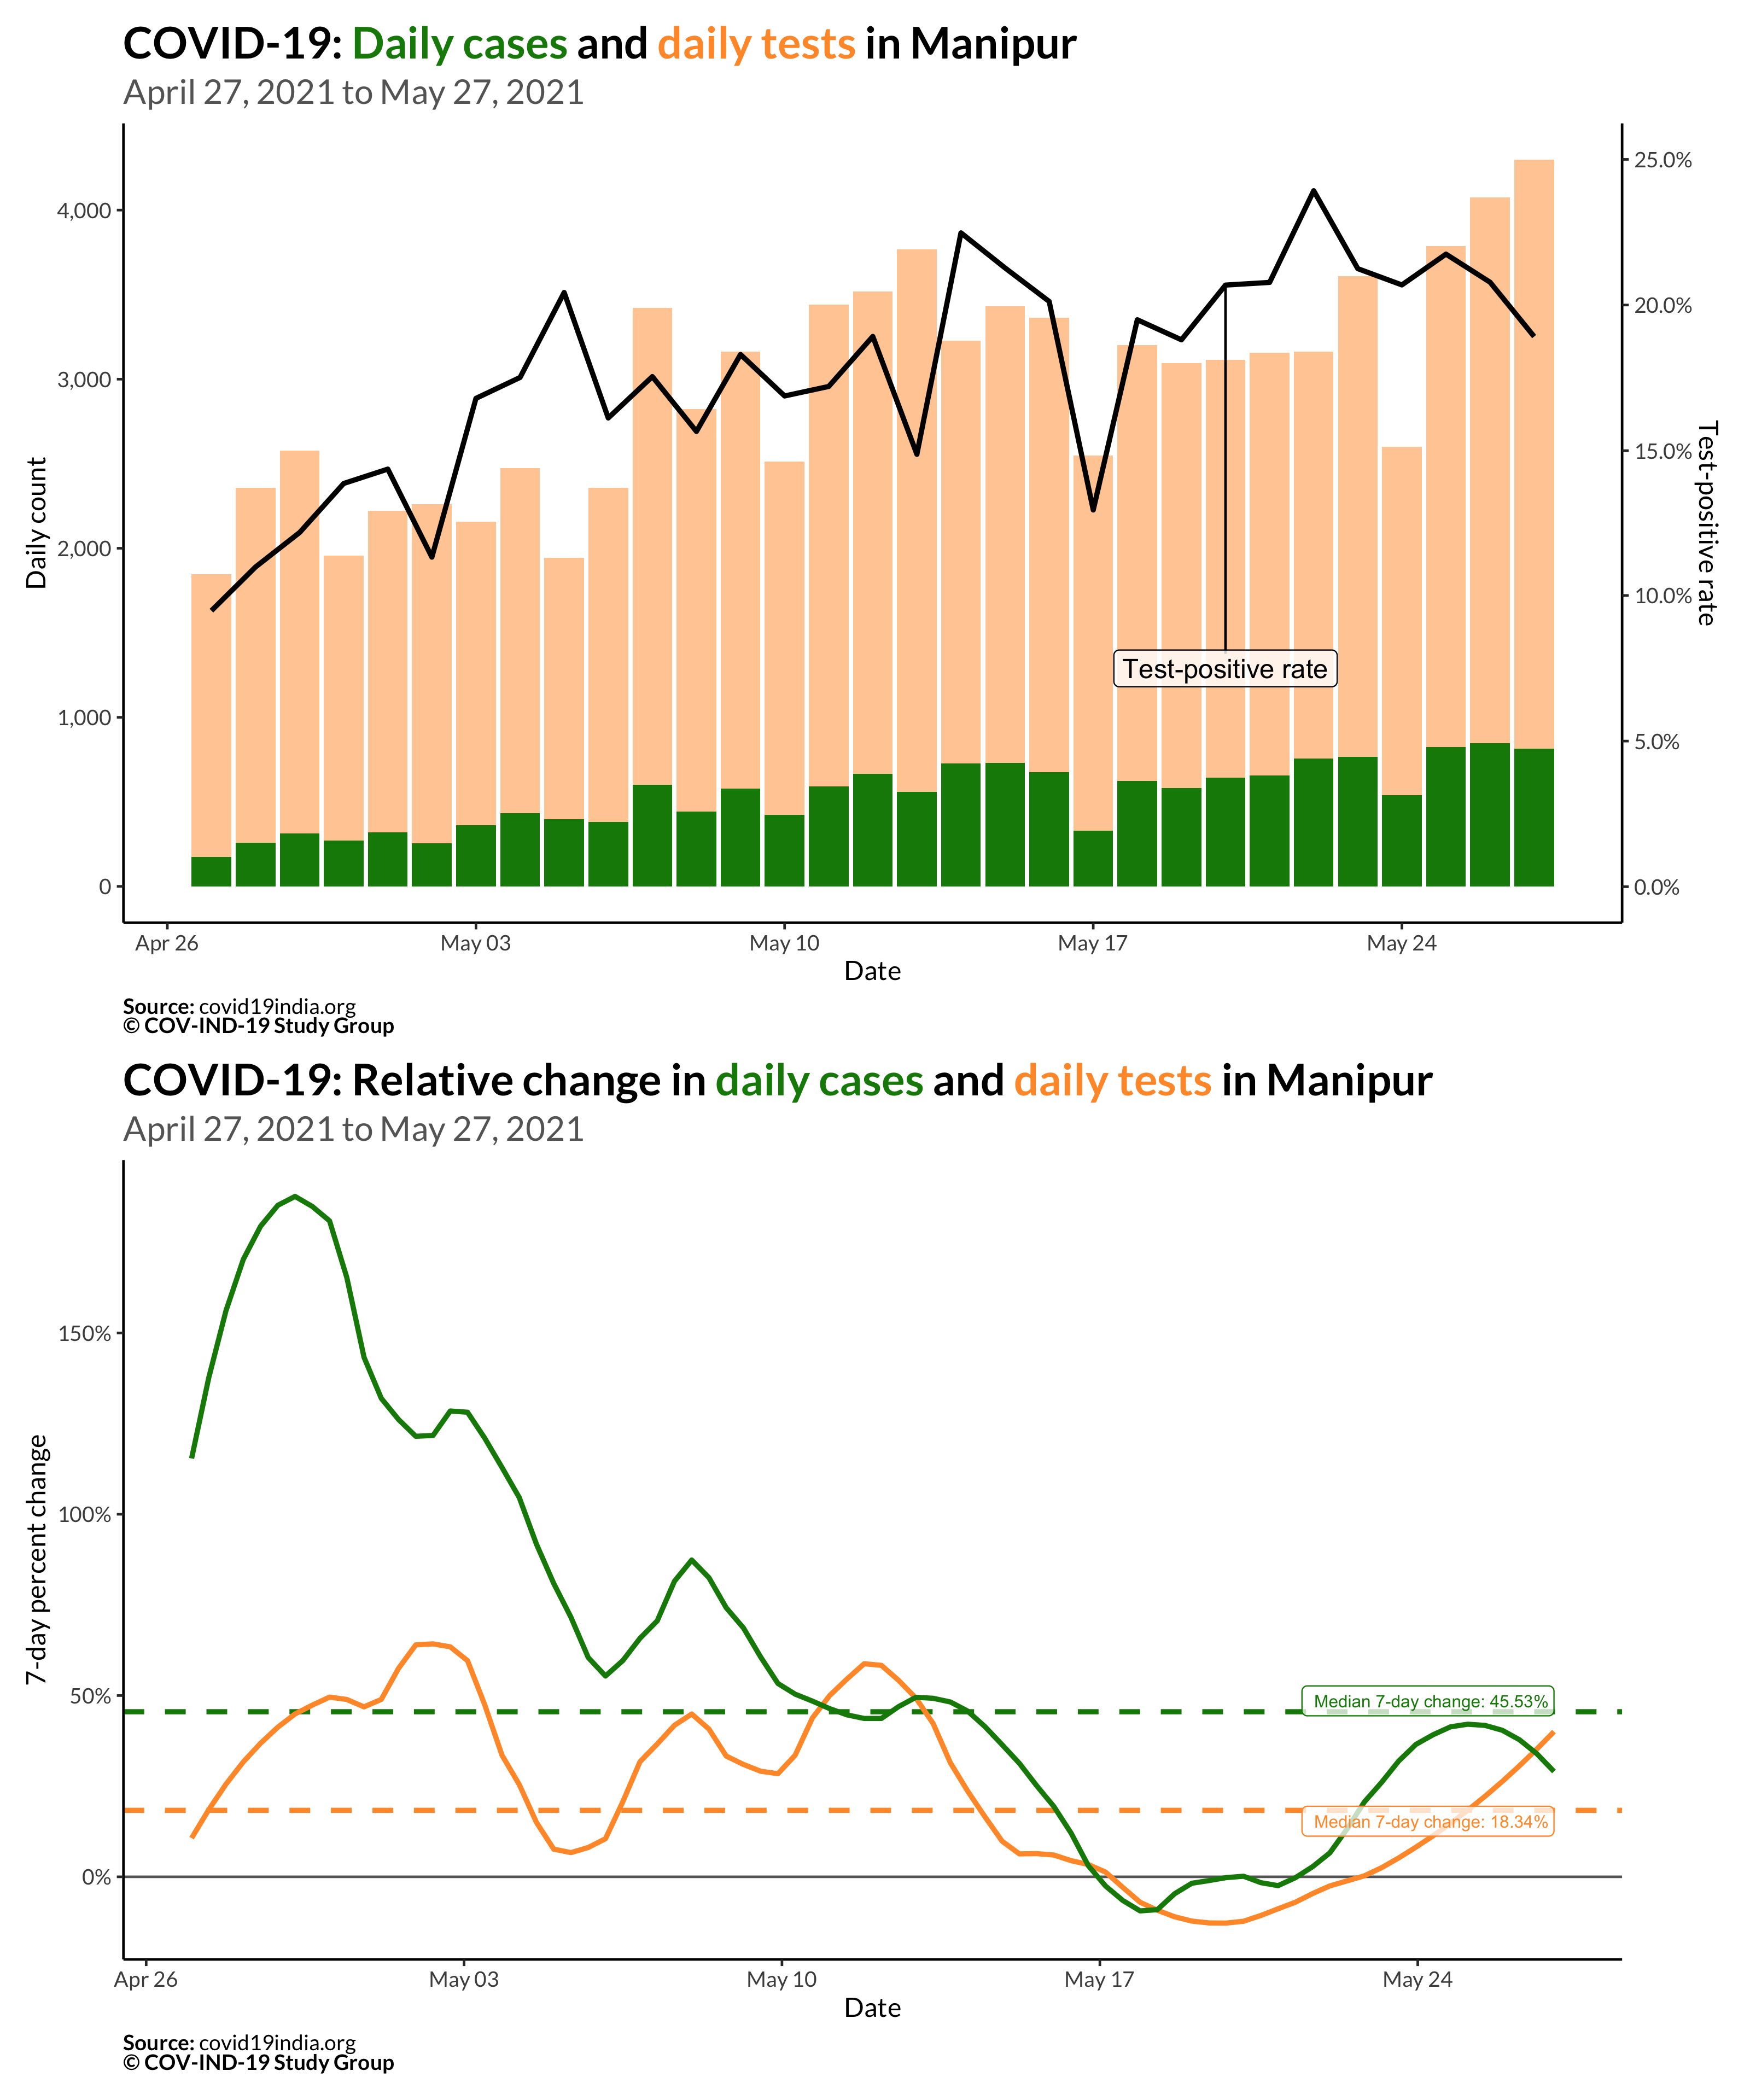 COVID-19: Daily cases and daily tests in Manipur
April 27, 2021 to May 27, 2021
Daily count
4,000
3,000
2,000
1,000
0
25.0%
20.0%
15.0%
10.0%
5.0%
0.0%
Test-positive rate
Test-positive rate
Apr 26
May 03
May 10
May 17
May 24
Date
Source: covid19india.org
© COV-IND-19 Study Group
COVID-19: Relative change in daily cases and daily tests in Manipur
April 27, 2021 to May 27, 2021
7-day percent change
150%
100%
50%
0%
Median 7-day change: 45.53%
Median 7-day change: 18.34%
Apr 26
May 03
May 10
May 17
May 24
Date
Source: covid19india.org
© COV-IND-19 Study Group